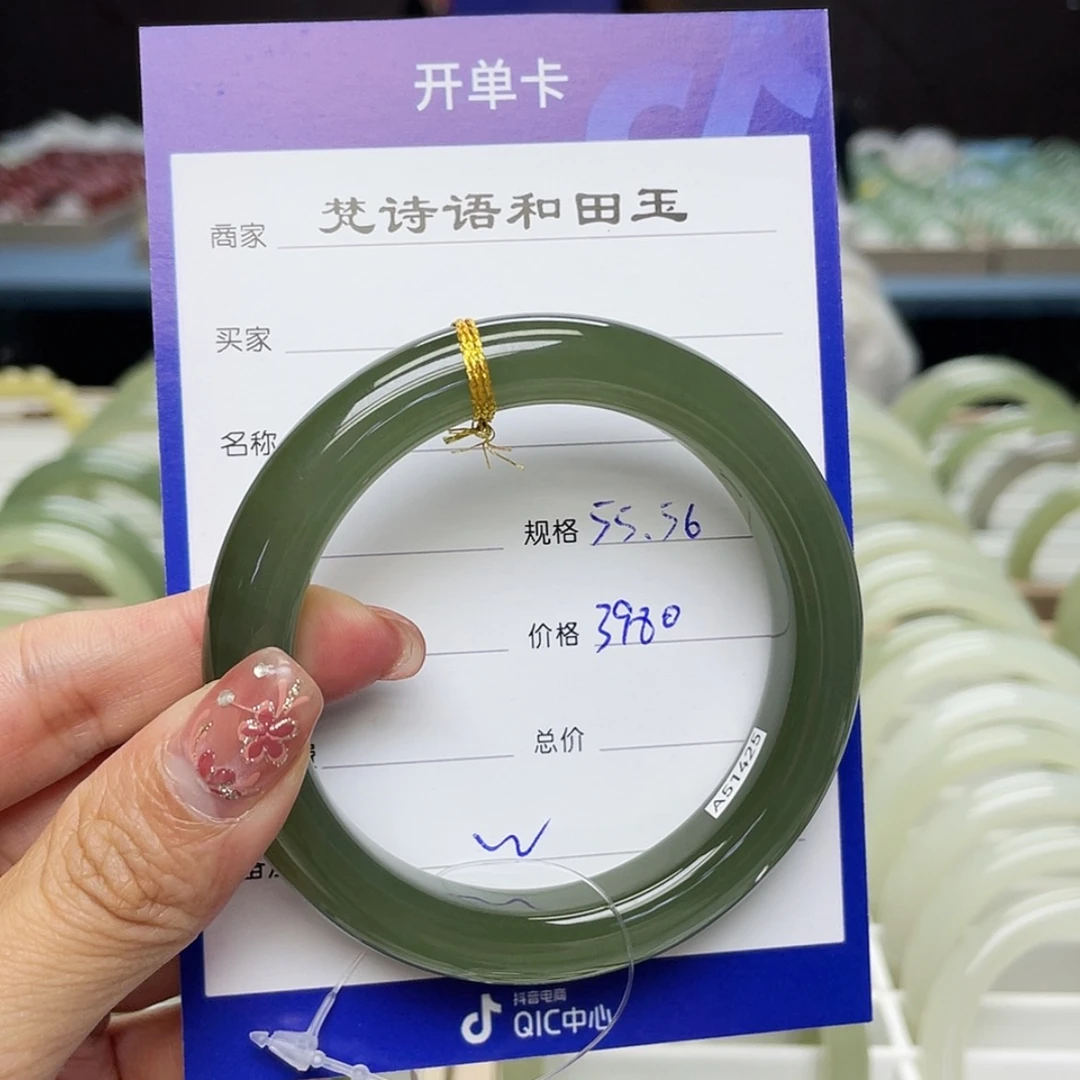 开单卡
商家 梵诗语和田玉
买家
名称
规格 55.56
价格 3980
总价
A51425
W
抖音电商
QIC中心